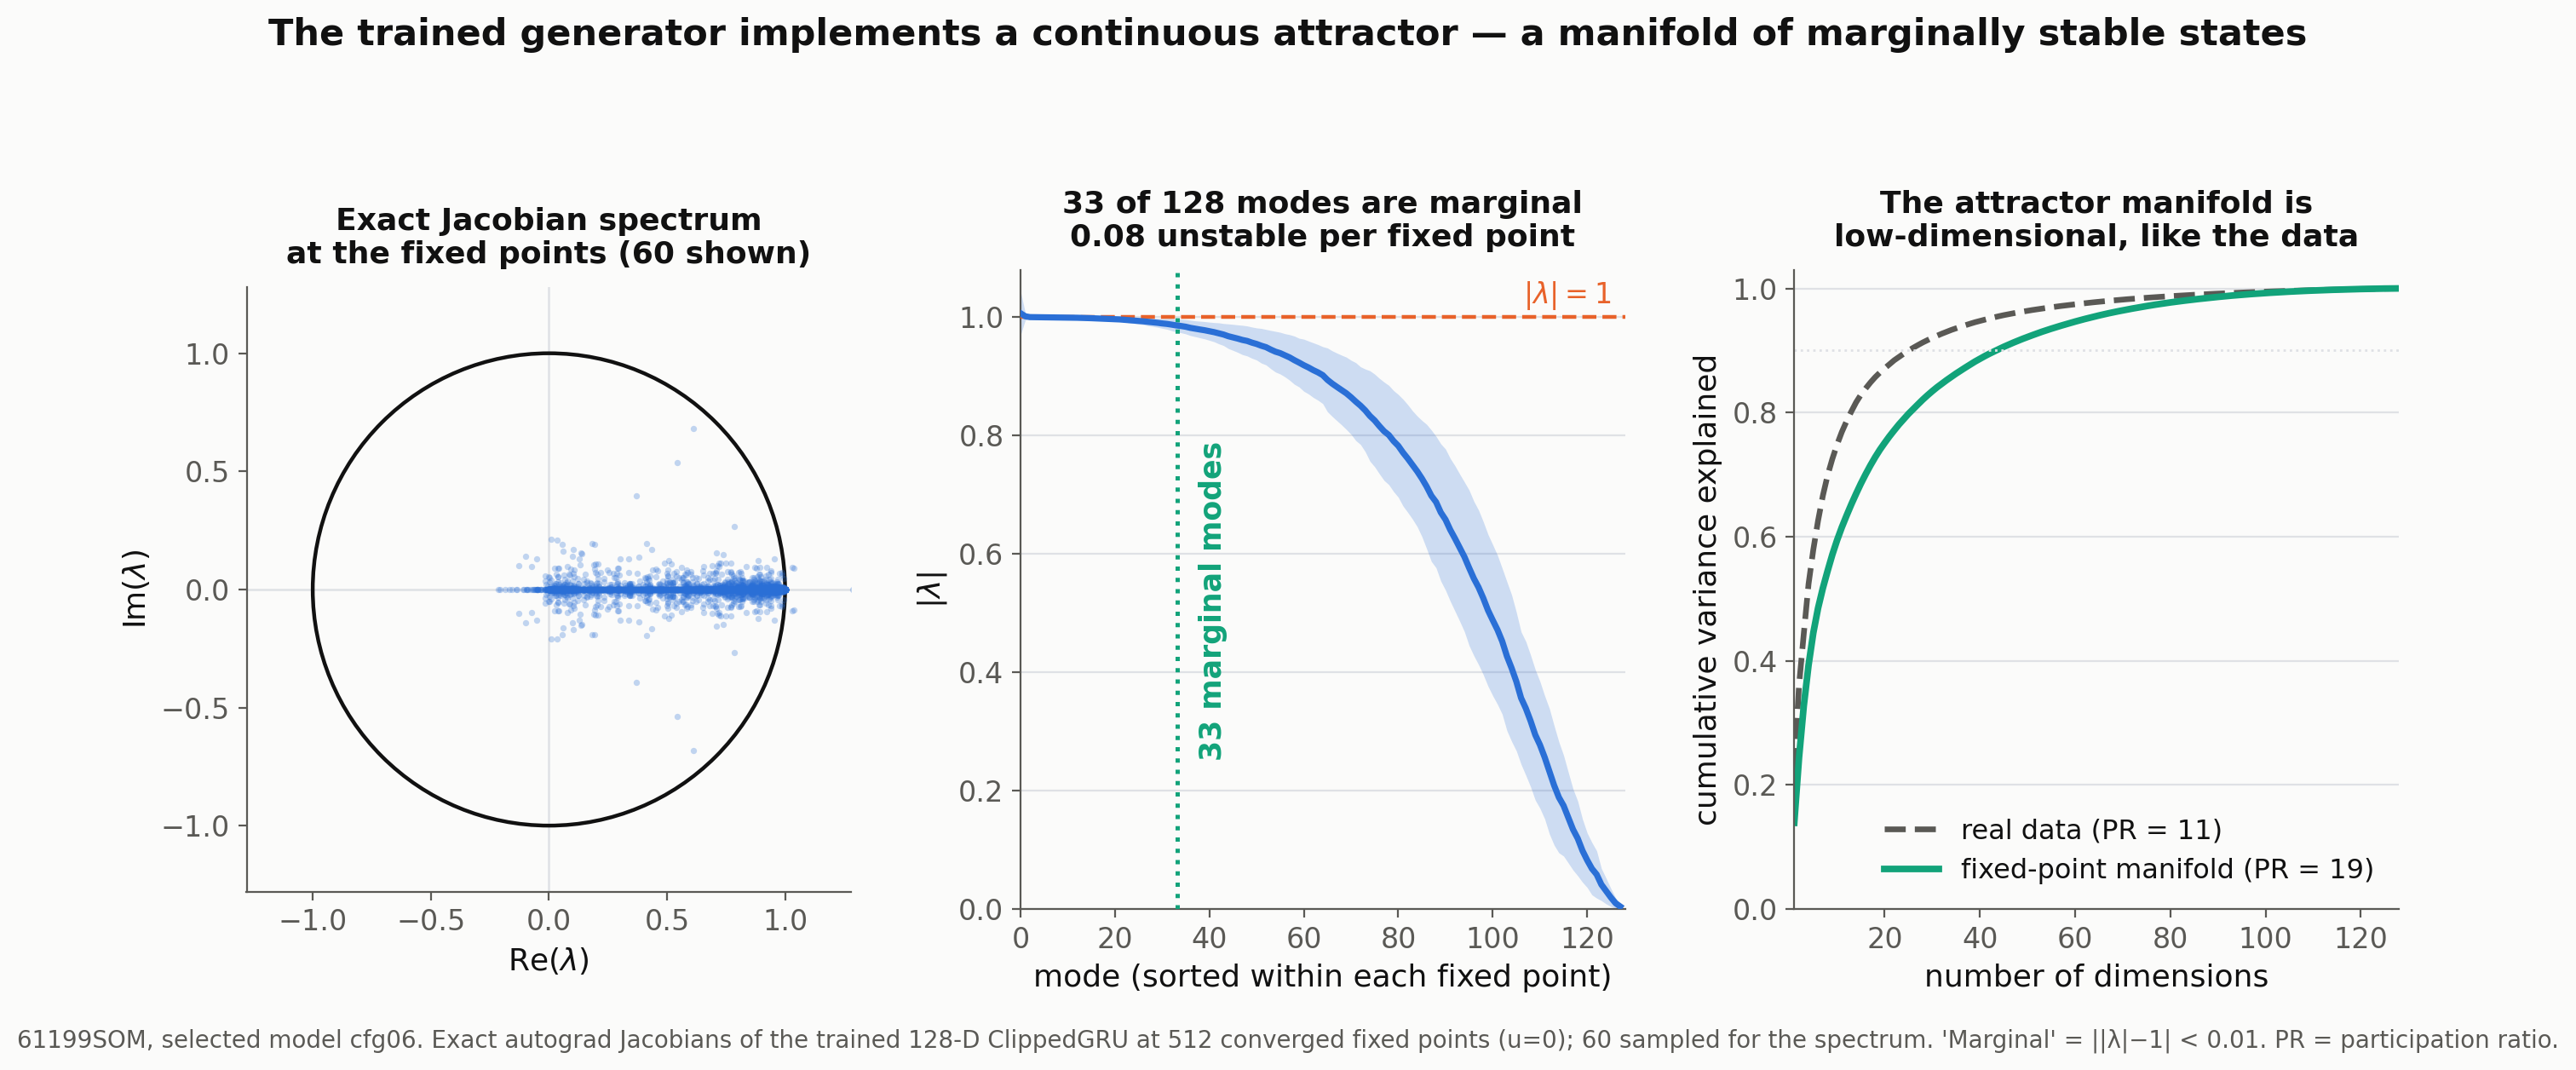 The trained generator implements a continuous attractor — a manifold of marginally stable states
Exact Jacobian spectrum
at the fixed points (60 shown)
1.0
0.5
0.0
−0.5
−1.0
Im(λ)
−1.0
−0.5
0.0
0.5
1.0
Re(λ)
33 of 128 modes are marginal
0.08 unstable per fixed point
|λ| = 1
33 marginal modes
1.0
0.8
0.6
0.4
0.2
0.0
|λ|
0
20
40
60
80
100
120
mode (sorted within each fixed point)
The attractor manifold is
low-dimensional, like the data
1.0
0.8
0.6
0.4
0.2
0.0
cumulative variance explained
real data (PR = 11)
fixed-point manifold (PR = 19)
20
40
60
80
100
120
number of dimensions
61199SOM, selected model cfg06. Exact autograd Jacobians of the trained 128-D ClippedGRU at 512 converged fixed points (u=0); 60 sampled for the spectrum. 'Marginal' = ||λ|−1| < 0.01. PR = participation ratio.